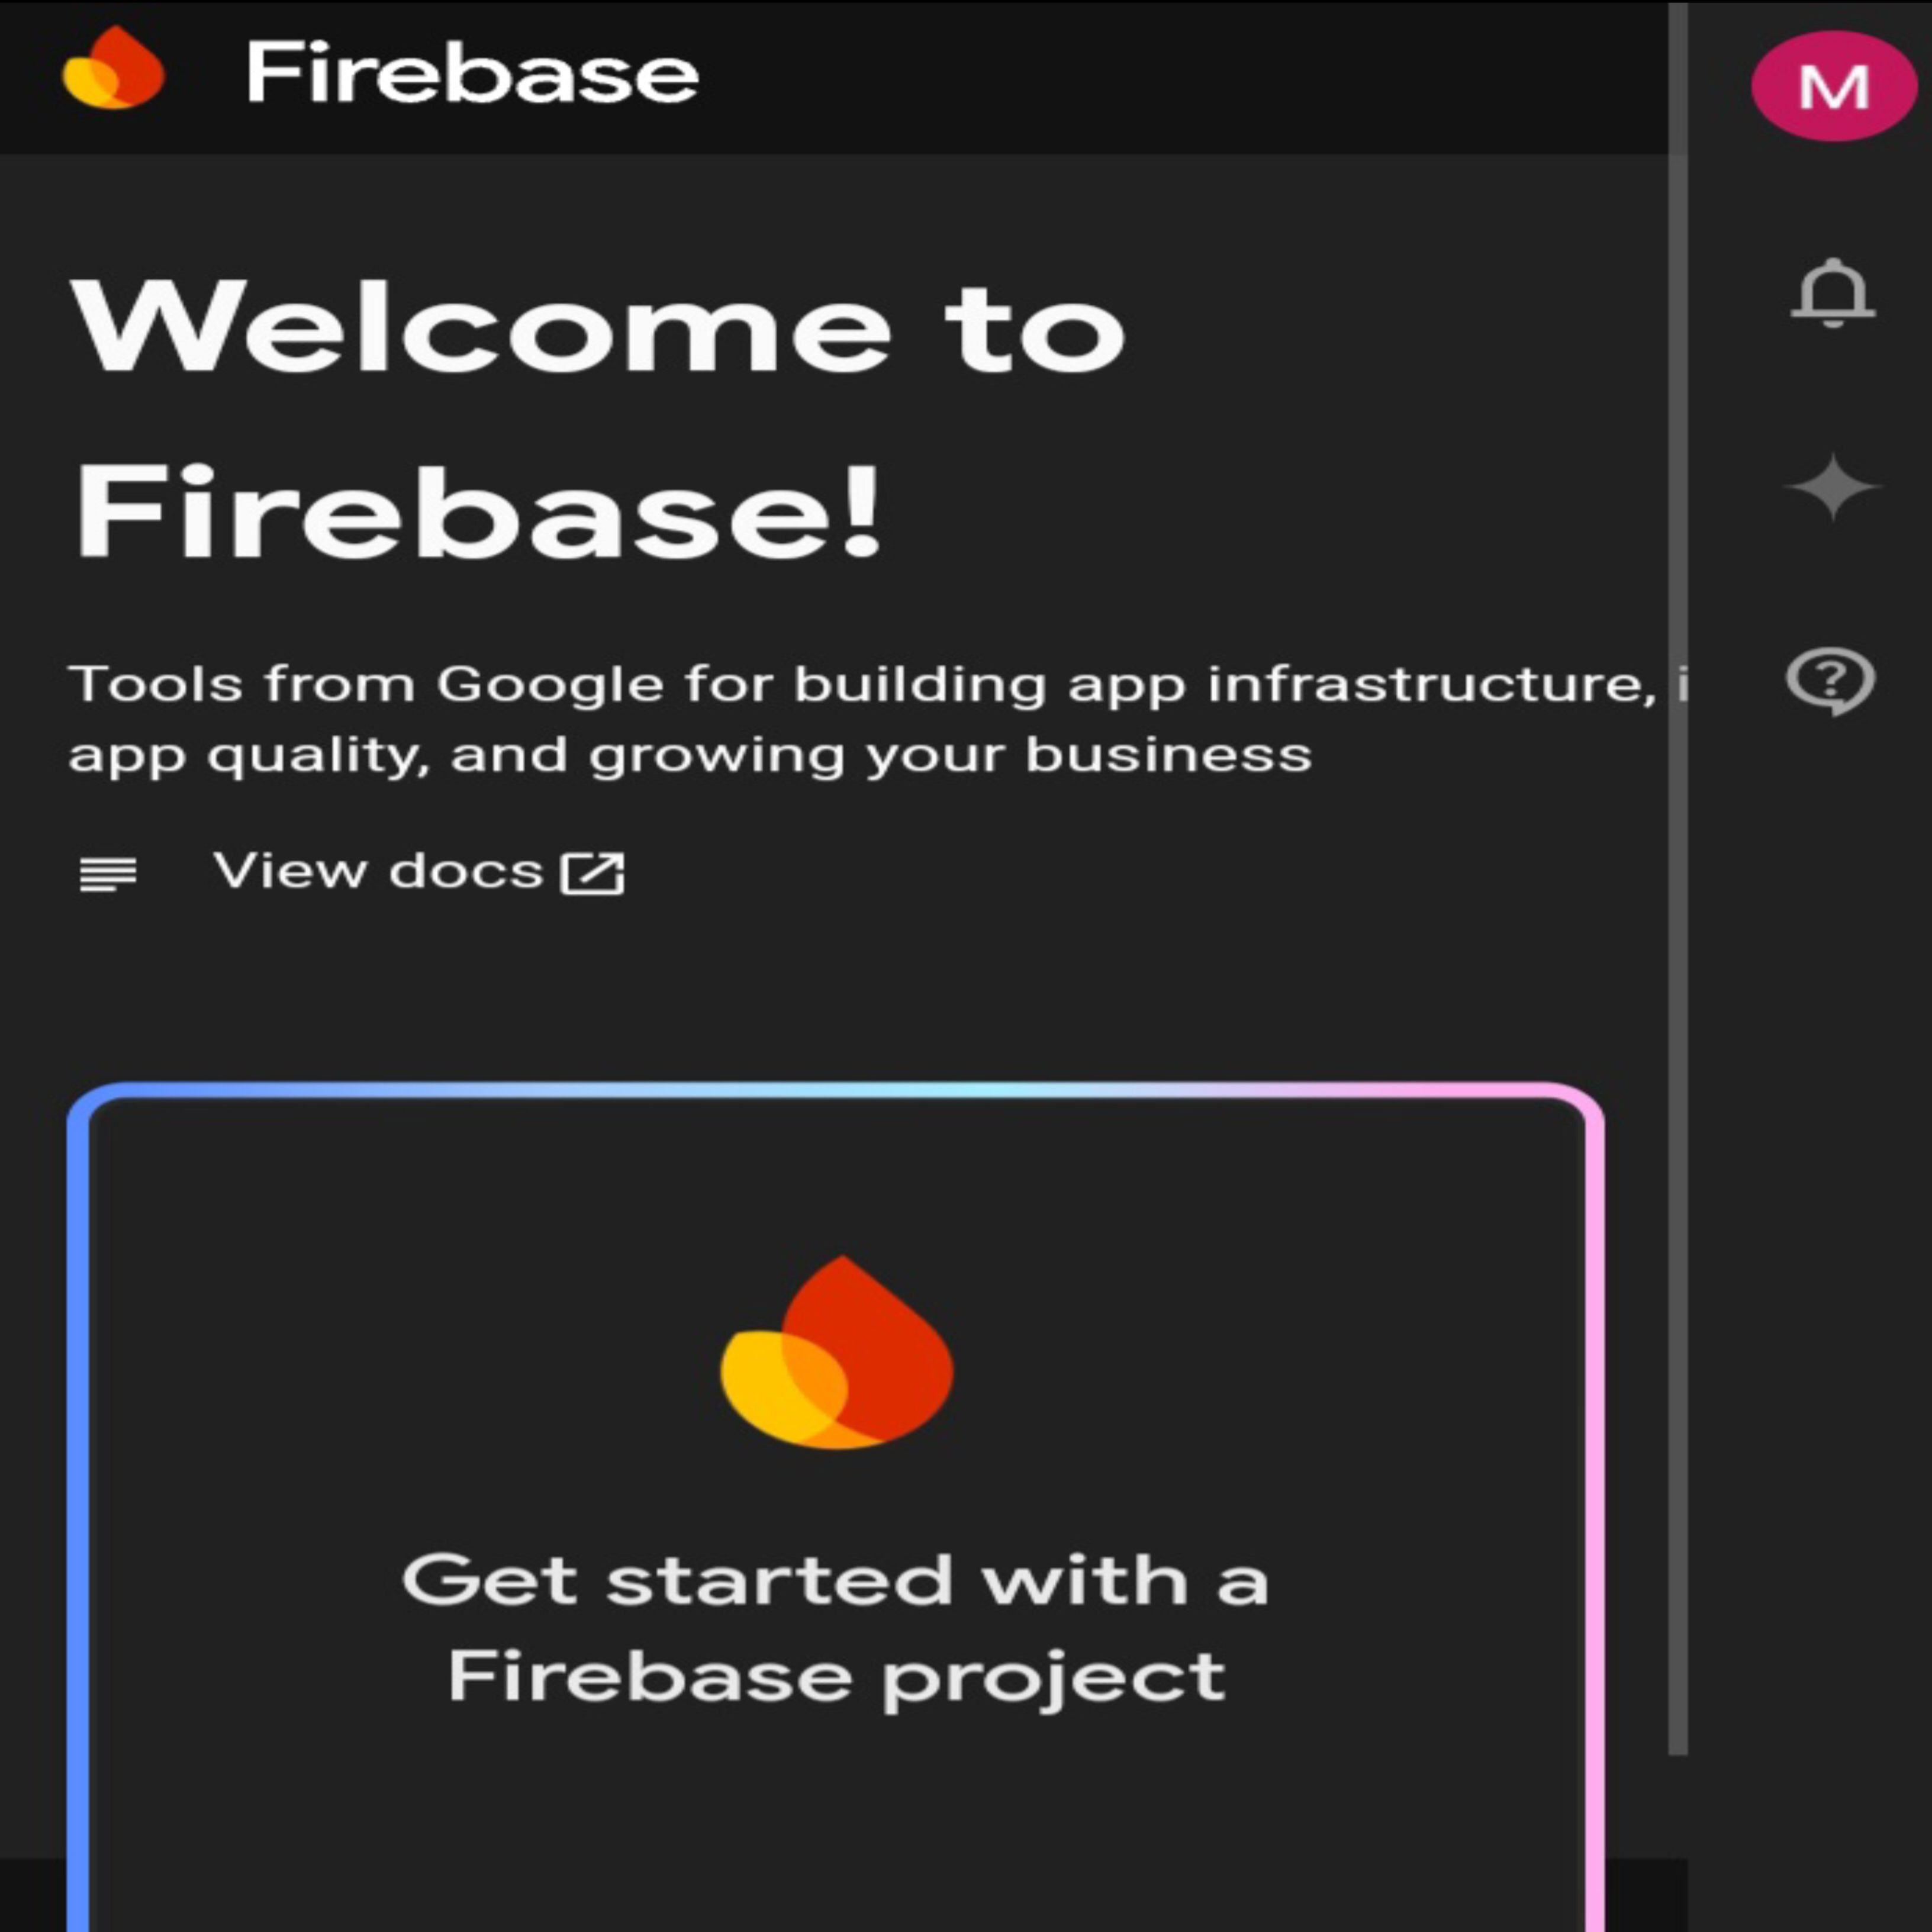 Firebase
M
Welcome to
Firebase!
Tools from Google for building app infrastructure, i
app quality, and growing your business
View docs
Get started with a
Firebase project